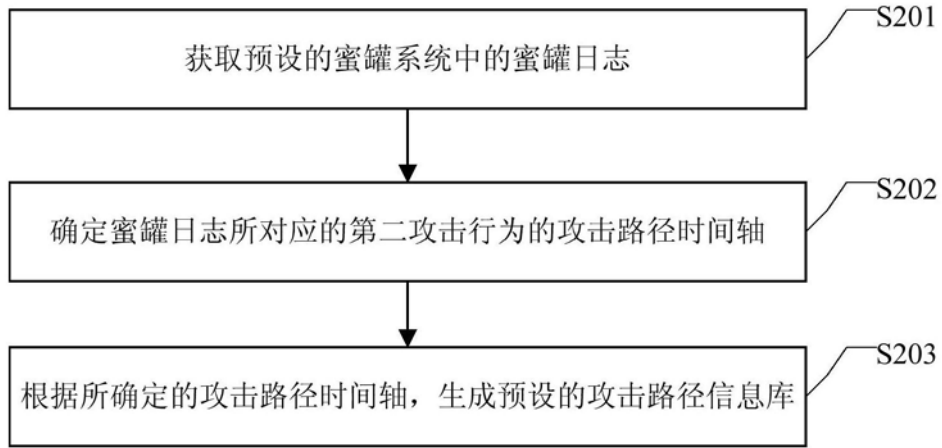 S201
获取预设的蜜罐系统中的蜜罐日志
S202
确定蜜罐日志所对应的第二攻击行为的攻击路径时间轴
S203
根据所确定的攻击路径时间轴，生成预设的攻击路径信息库